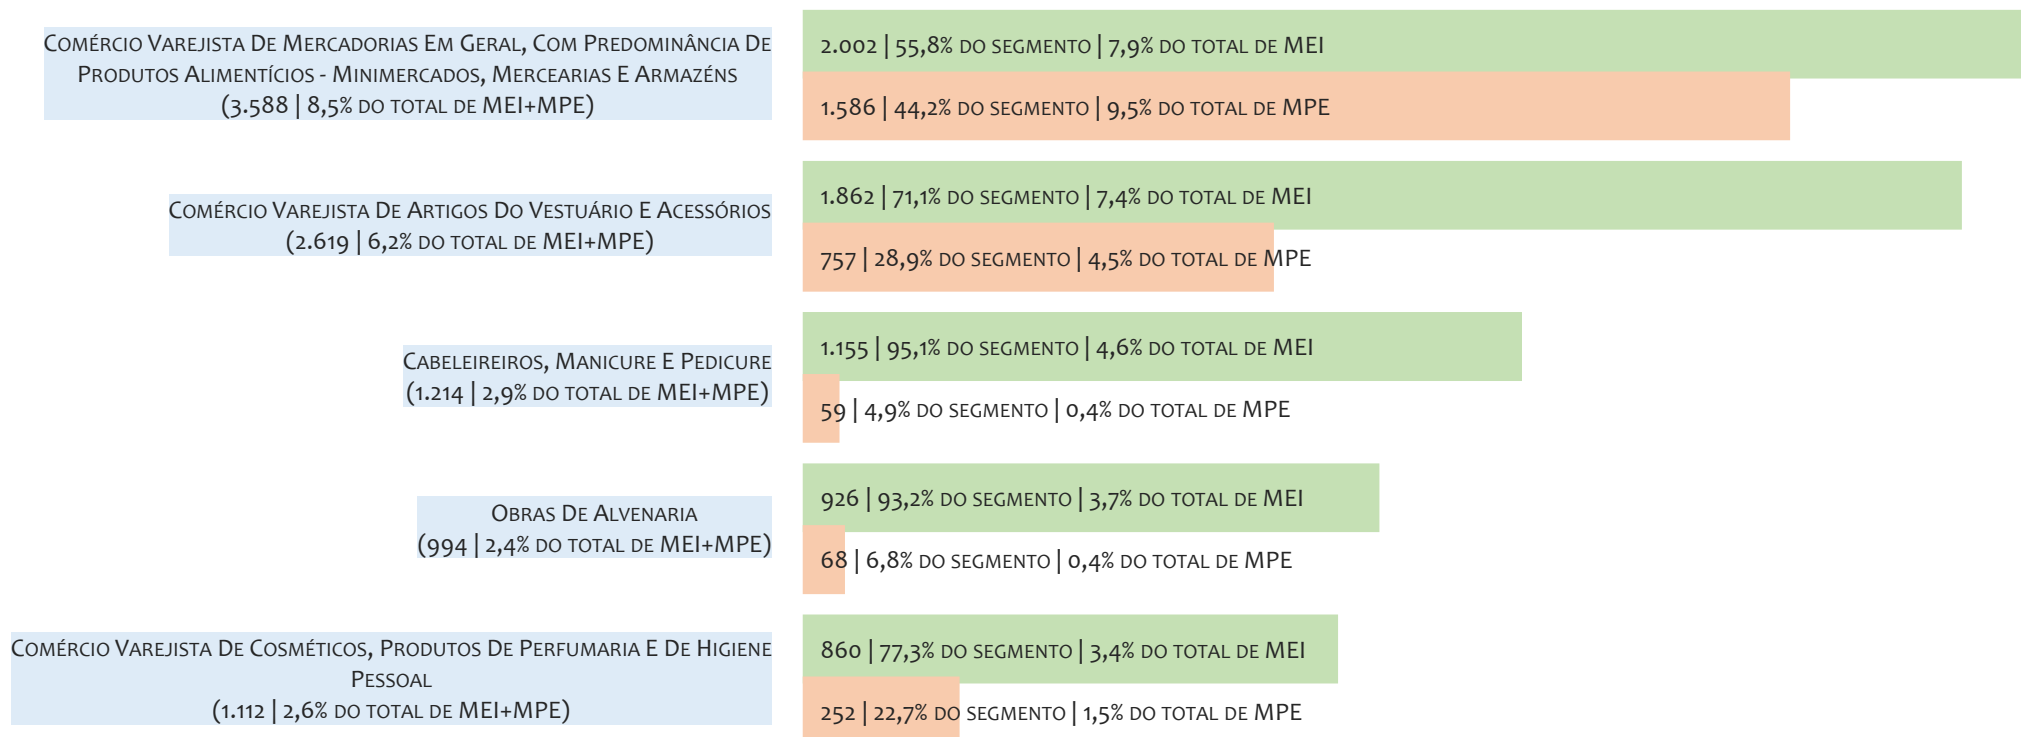 Comércio Varejista De Mercadorias Em Geral, Com Predominância De
Produtos Alimentícios - Minimercados, Mercearias E Armazéns
(3.588 | 8,5% do total de MEI+MPE)
2.002 | 55,8% do segmento | 7,9% do total de MEI
1.586 | 44,2% do segmento | 9,5% do total de MPE
Comércio Varejista De Artigos Do Vestuário E Acessórios
(2.619 | 6,2% do total de MEI+MPE)
1.862 | 71,1% do segmento | 7,4% do total de MEI
757 | 28,9% do segmento | 4,5% do total de MPE
Cabeleireiros, Manicure E Pedicure
(1.214 | 2,9% do total de MEI+MPE)
1.155 | 95,1% do segmento | 4,6% do total de MEI
59 | 4,9% do segmento | 0,4% do total de MPE
Obras De Alvenaria
(994 | 2,4% do total de MEI+MPE)
926 | 93,2% do segmento | 3,7% do total de MEI
68 | 6,8% do segmento | 0,4% do total de MPE
Comércio Varejista De Cosméticos, Produtos De Perfumaria E De Higiene
Pessoal
(1.112 | 2,6% do total de MEI+MPE)
860 | 77,3% do segmento | 3,4% do total de MEI
252 | 22,7% do segmento | 1,5% do total de MPE